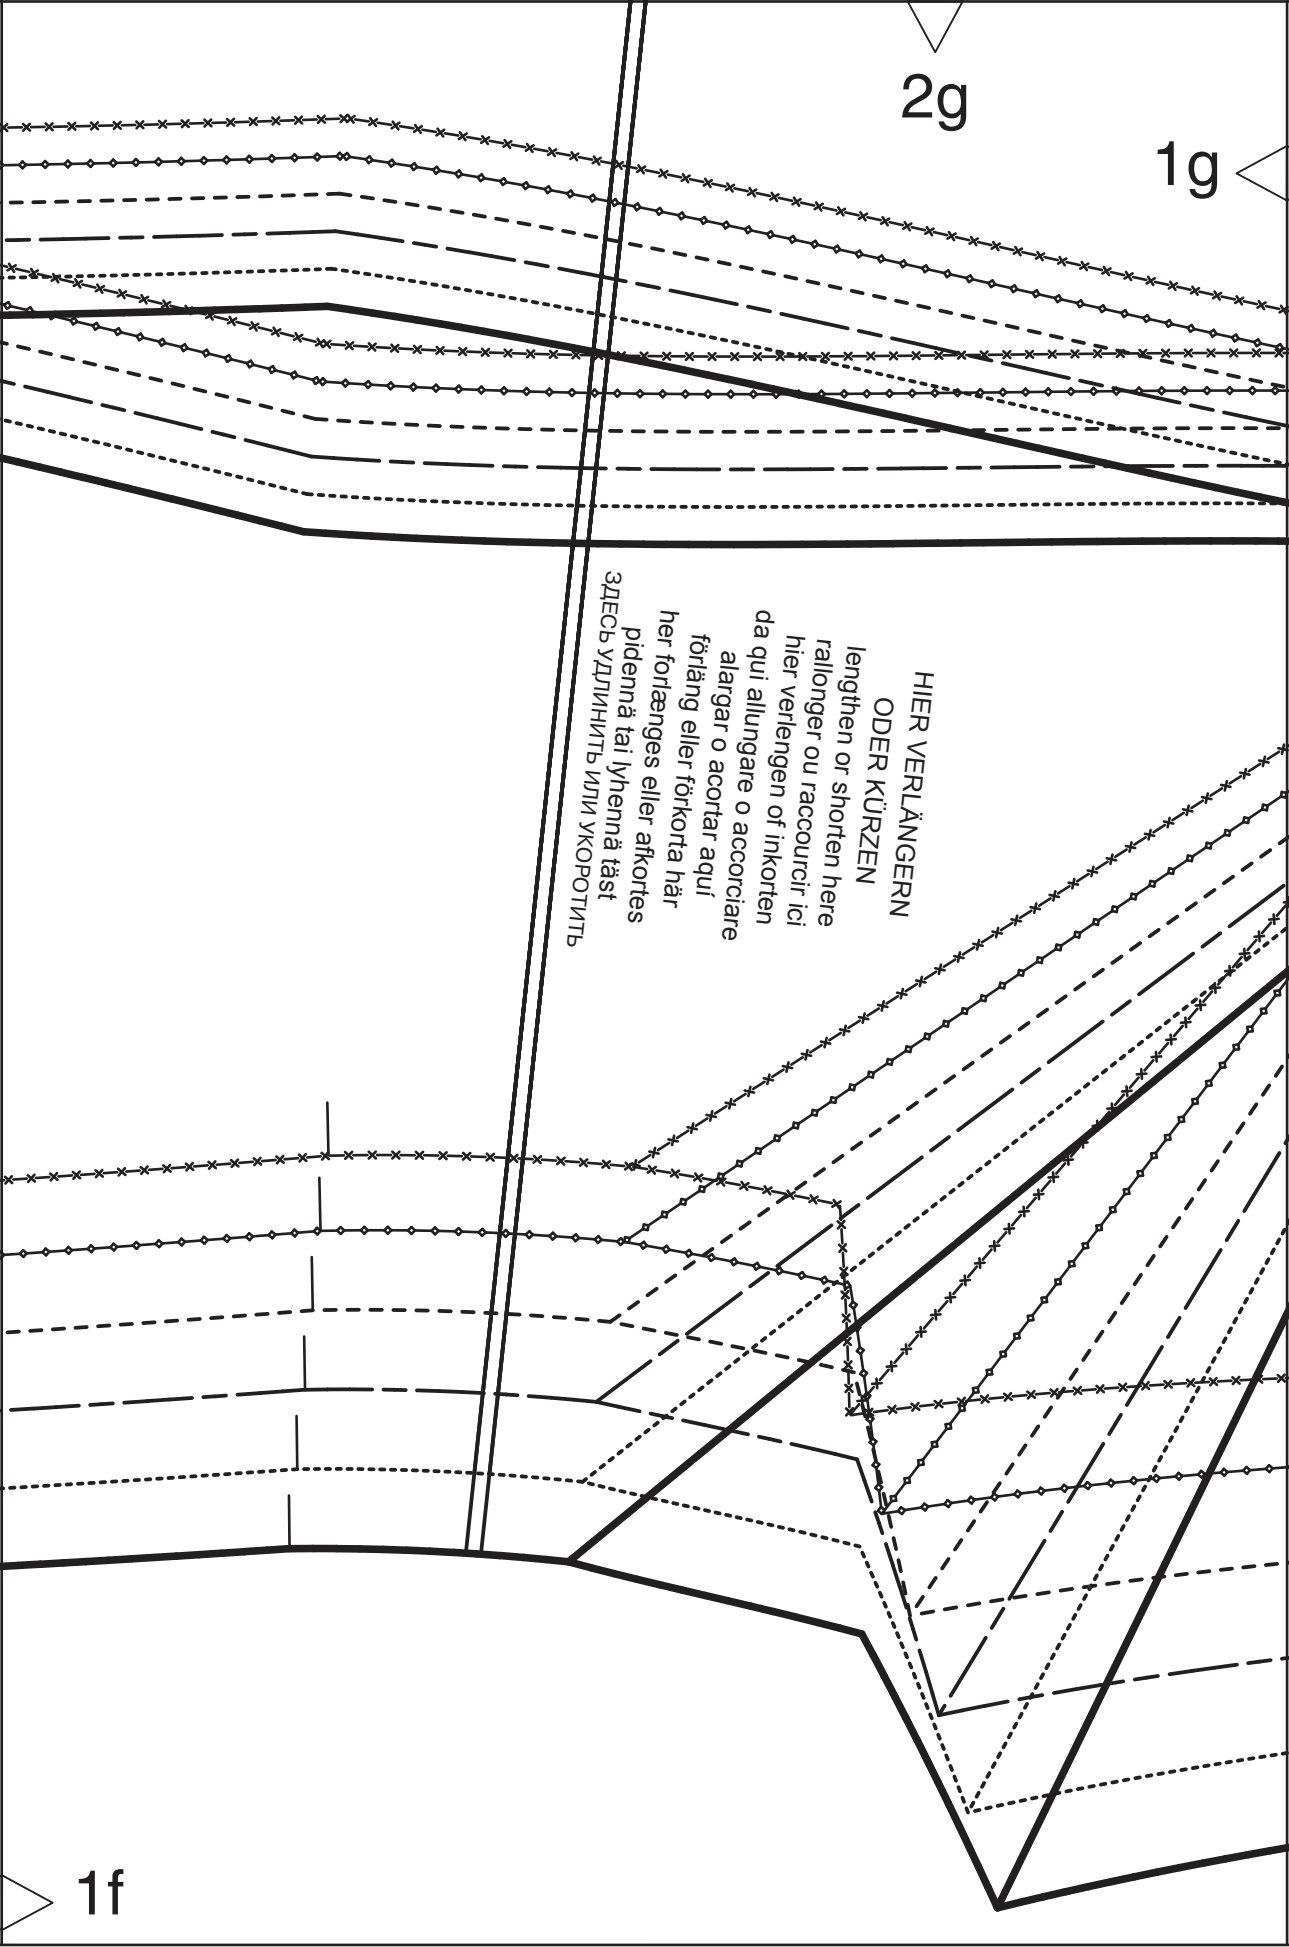 2g
1g
HIER VERLÄNGERN
ODER KÜRZEN
lengthen or shorten here
rallonger ou raccourcir ici
hier verlengen of inkorten
da qui allungare o accorciare
alargar o acortar aquí
förläng eller förkorta här
her forlænges eller afkortes
pidennä tai lyhennä täst
ЗДЕСЬ УДЛИНИТЬ ИЛИ УКОРОТИТЬ
1f